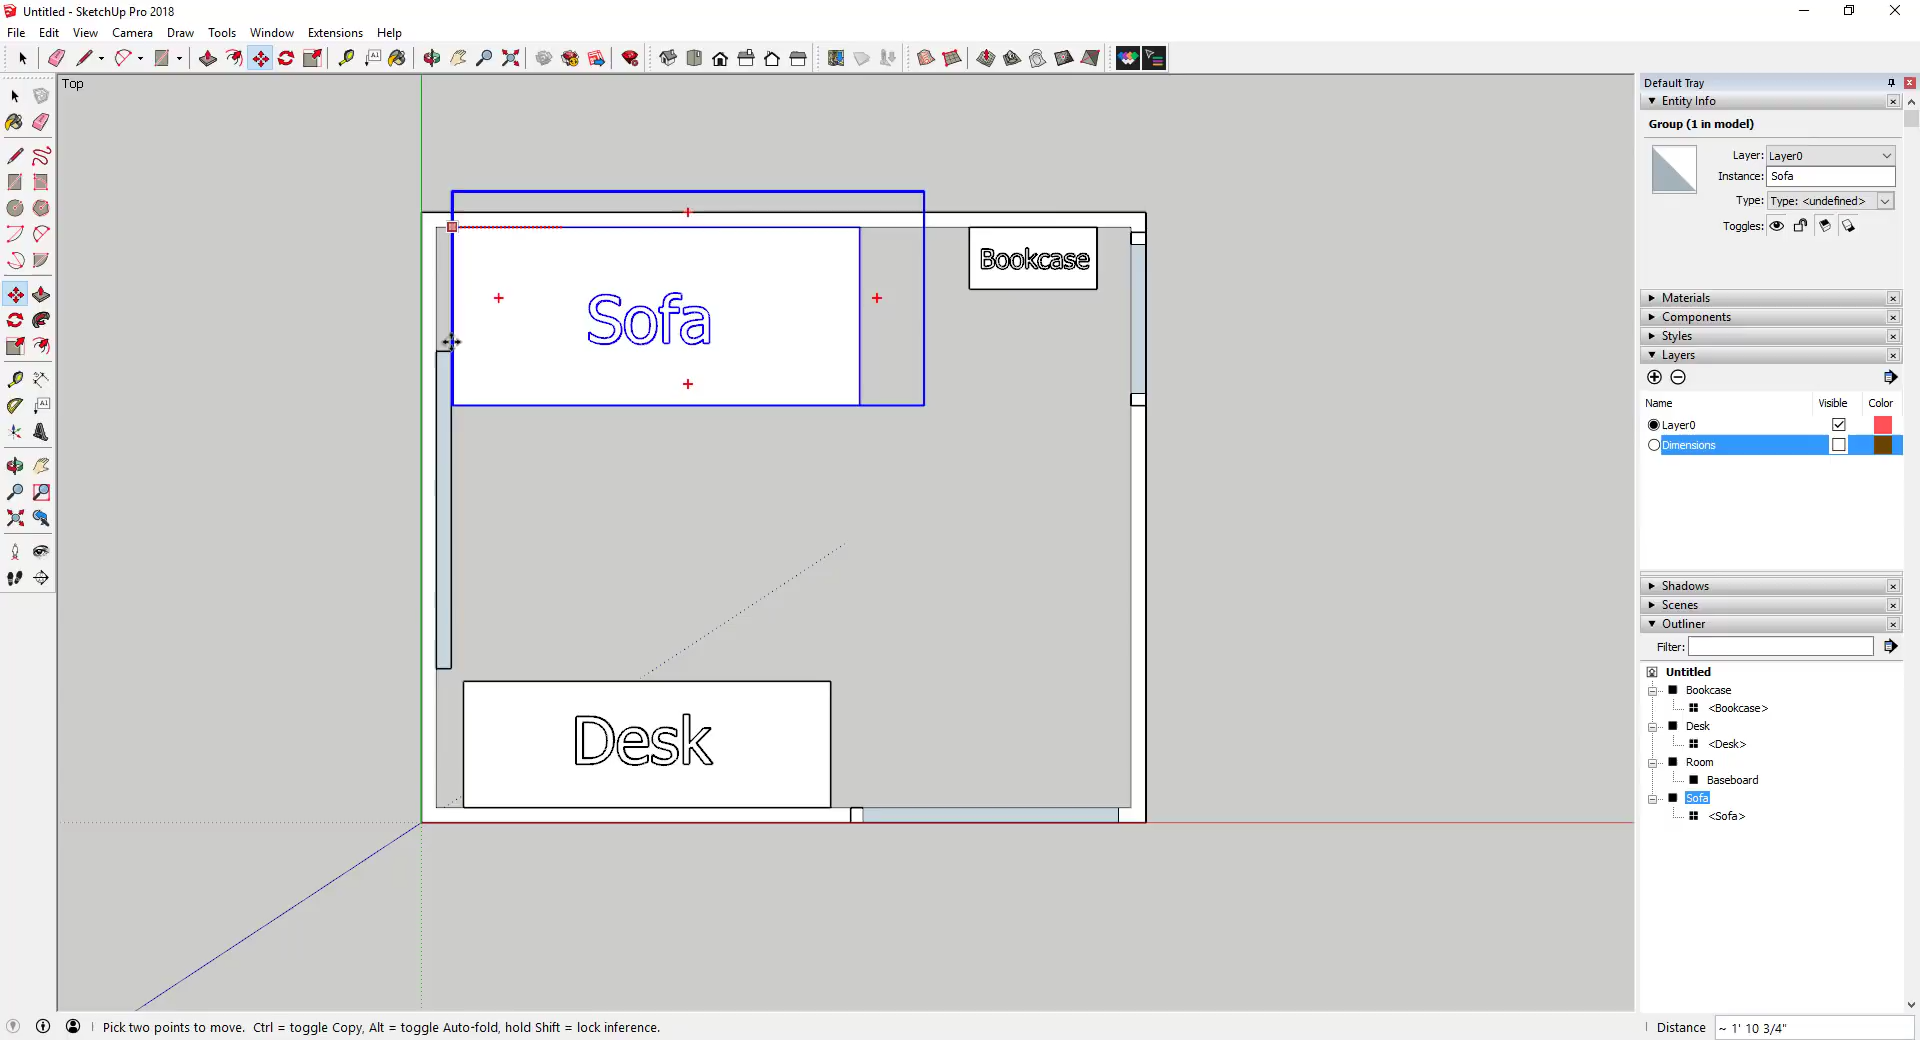 Untitled - SketchUp Pro 2018
File Edit View Camera Draw Tools Window Extensions Help
Top
Default Tray
Entity Info
Group (1 in model)
Layer: Layer0
Instance: Sofa
Type: Type: <undefined>
Toggles:
Materials
Components
Styles
Layers
Name Visible Color
Layer0
Dimensions
Bookcase
Sofa
Desk
Shadows
Scenes
Outliner
Filter:
Untitled
Bookcase
<Bookcase>
Desk
<Desk>
Room
Baseboard
Sofa
<Sofa>
Pick two points to move. Ctrl = toggle Copy, Alt = toggle Auto-fold, hold Shift = lock inference.
Distance ~ 1' 10 3/4"